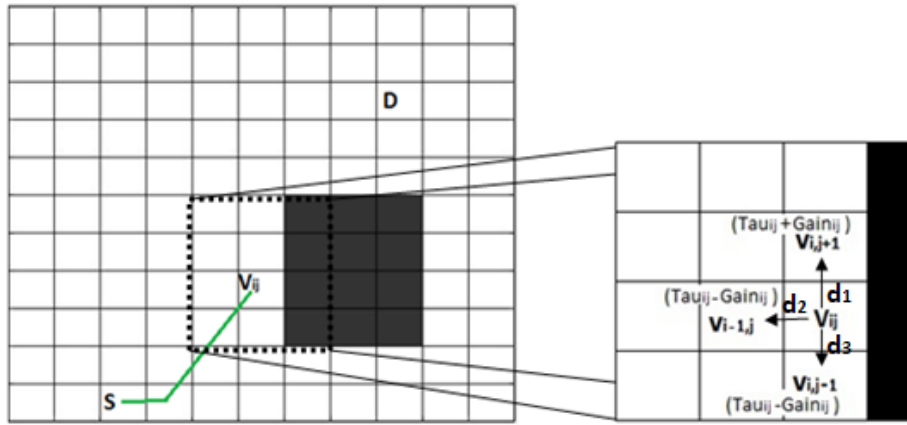 D
Vij
S
(Tauij+Gainij)
Vi,j+1
d1
(Tauij-Gainij)
d2
Vij
Vi-1,j
d3
Vi,j-1
(Tauij-Gainij)